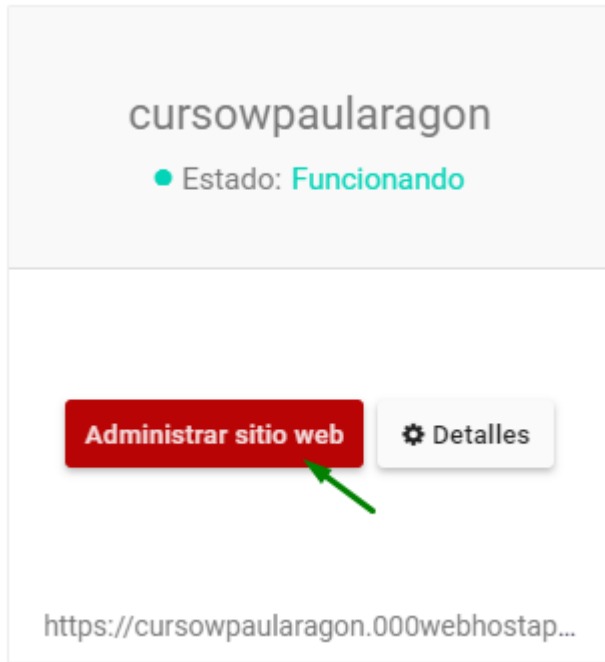 cursowpaularagon
Estado: Funcionando
Administrar sitio web
Detalles
https://cursowpaularagon.000webhostap...